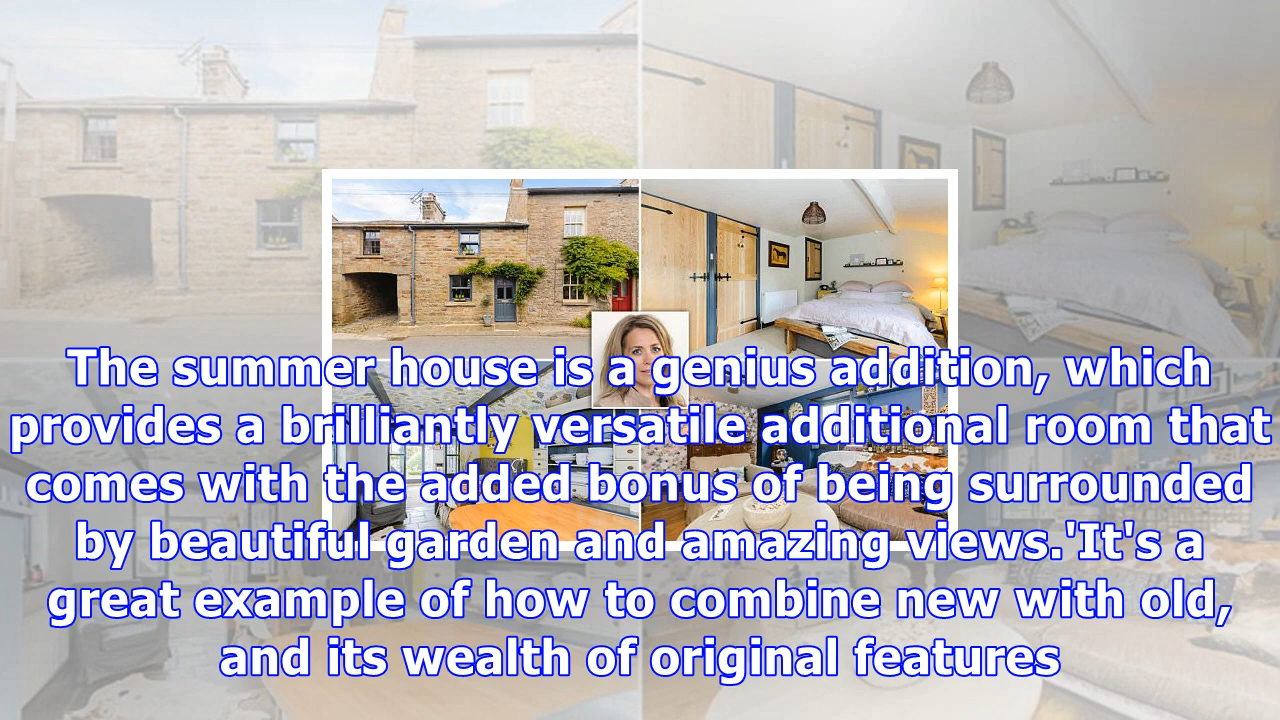 The summer house is a genius addition, which
provides a brilliantly versatile additional room that
comes with the added bonus of being surrounded
by beautiful garden and amazing views.'It's a
great example of how to combine new with old,
and its wealth of original features